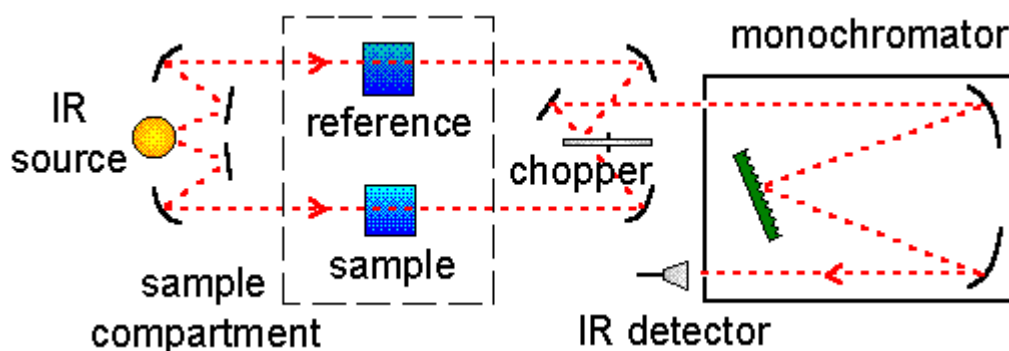 IR
source
reference
sample
sample
compartment
chopper
monochromator
IR detector